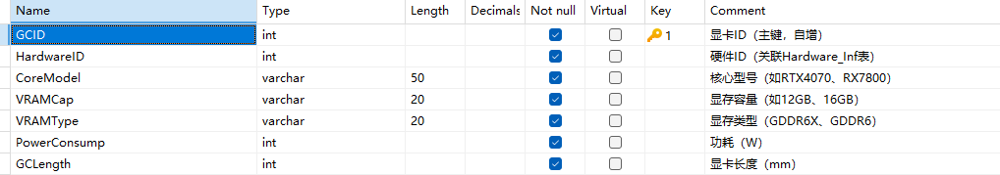 Name Type Length Decimals Not null Virtual Key Comment
GCID int 1 显卡ID（主键，自增）
HardwareID int 硬件ID（关联Hardware_Inf表）
CoreModel varchar 50 核心型号（如RTX4070、RX7800）
VRAMCap varchar 20 显存容量（如12GB、16GB）
VRAMType varchar 20 显存类型（GDDR6X、GDDR6）
PowerConsump int 功耗（W）
GCLength int 显卡长度（mm）